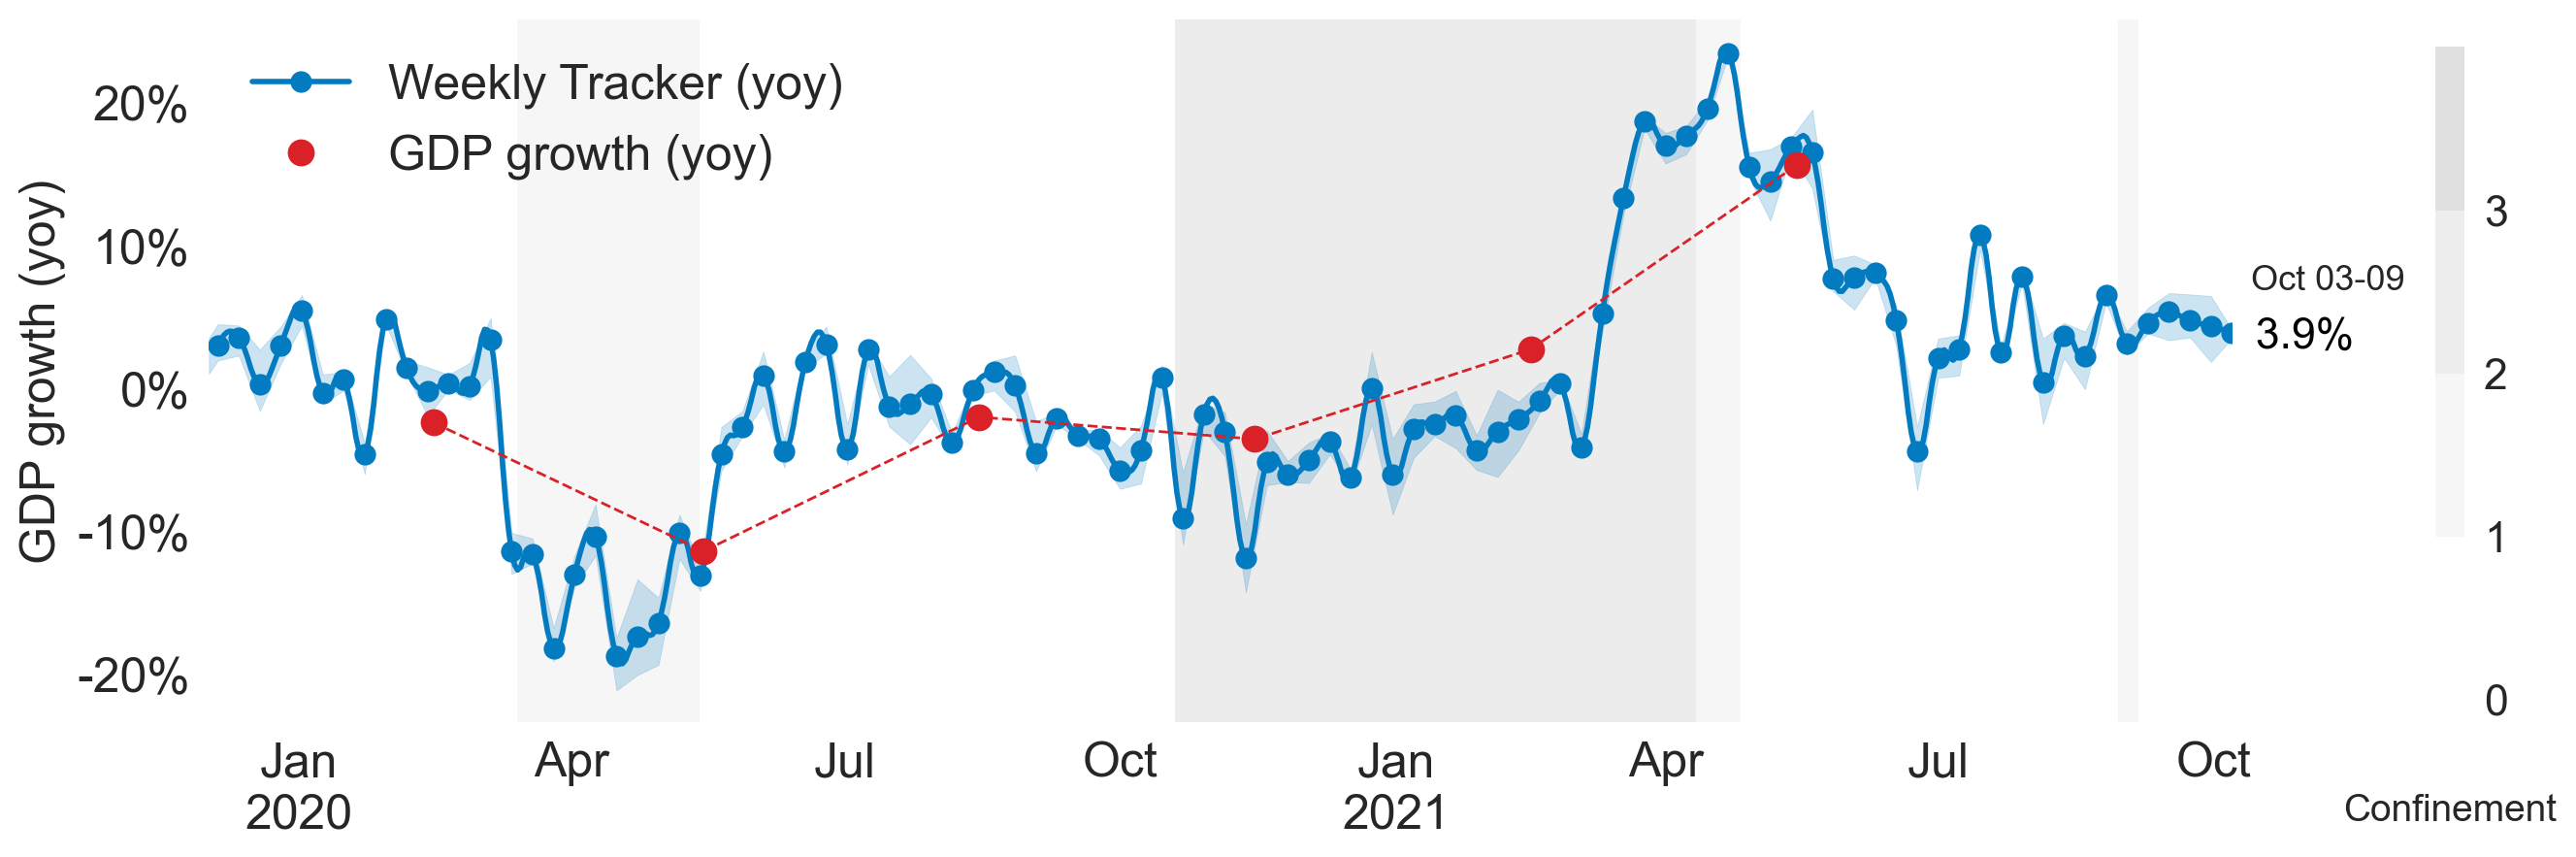 Weekly Tracker (yoy)
GDP growth (yoy)
GDP growth (yoy)
20%
10%
0%
-10%
-20%
Oct 03-09
3.9%
3
2
1
0
Jan Apr Jul Oct Jan Apr Jul Oct
2020 2021
Confinement